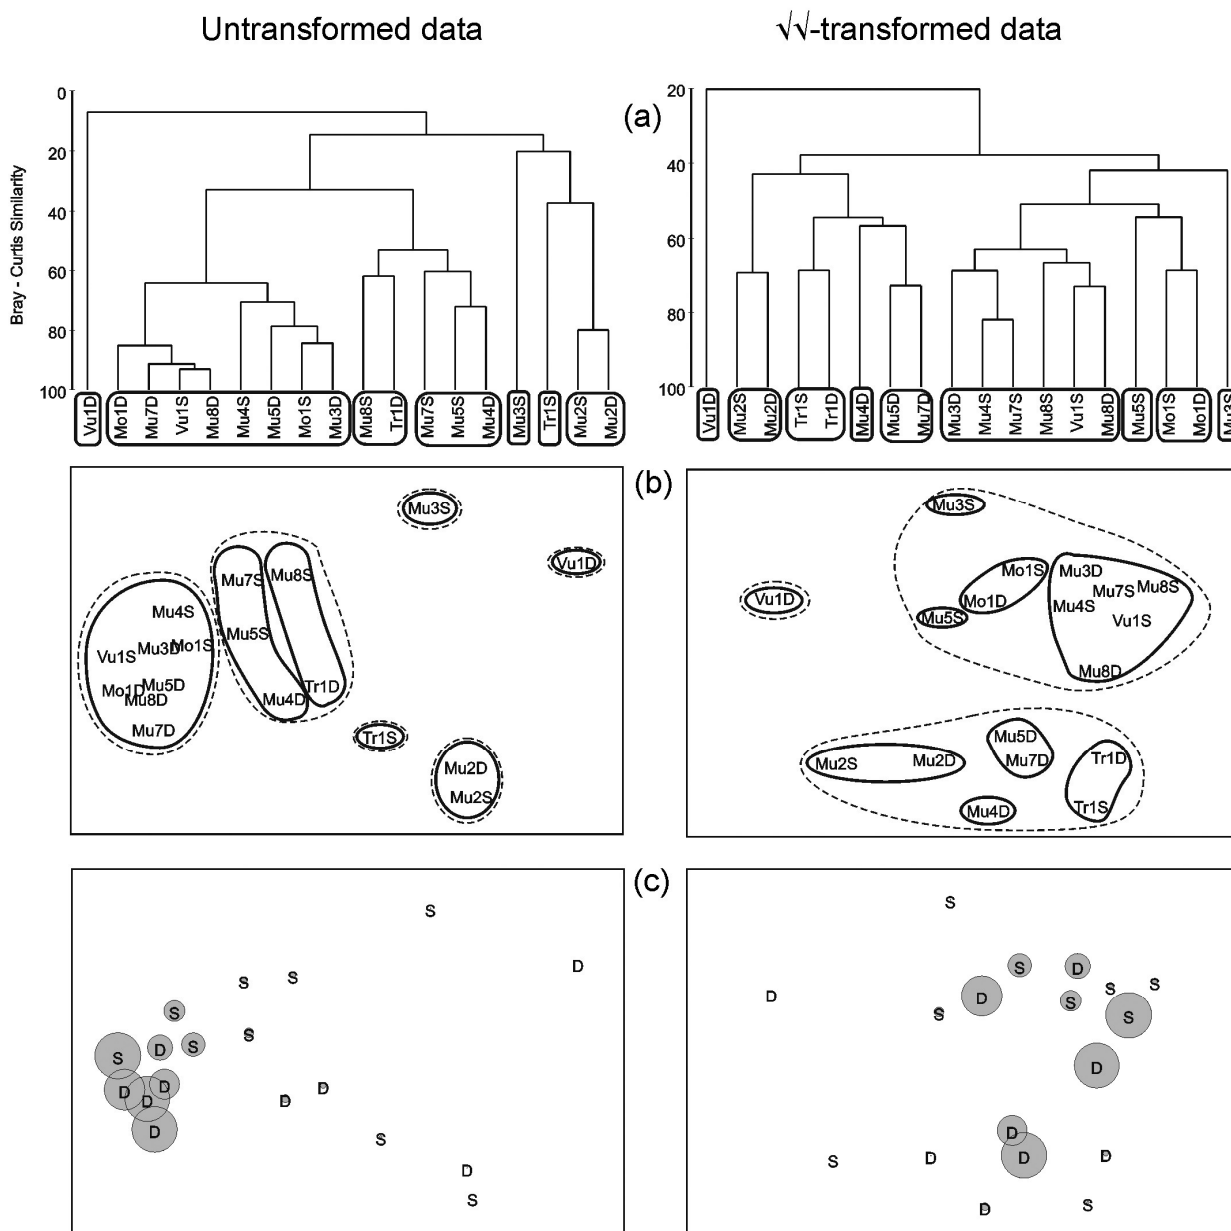 Untransformed data
√√-transformed data
(a)
Bray - Curtis Similarity
0
20
40
60
80
100
Vu1D Mo1D Mu7D Vu1S Mu8D Mu4S Mu5D Mo1S Mu3D Mu8S Tr1D Mu7S Mu5S Mu4D Mu3S Tr1S Mu2S Mu2D
20
40
60
80
100
Vu1D Mu2S Mu2D Tr1S Tr1D Mu4D Mu5D Mu7D Mu3D Mu4S Mu7S Mu8S Vu1S Mu8D Mu5S Mo1S Mo1D Mu3S
(b)
Mu3S
Vu1D
Mu7S Mu8S
Mu4S
Mu5S
Vu1S Mu3D Mo1S
Mo1D Mu5D
Mu8D
Mu4D Tr1D
Mu7D
Tr1S
Mu2D
Mu2S
Mu3S
Mo1S Mu3D
Mu7S Mu8S
Vu1D Mo1D Mu4S
Mu5S Vu1S
Mu8D
Mu5D
Mu2S Mu2D Mu7D Tr1D
Mu4D Tr1S
(c)
S
D
S S
S
S
S D S
D D D
D D
D
S
D
S
S
S D
D D S S S
S S
D
D
S D D D
D S